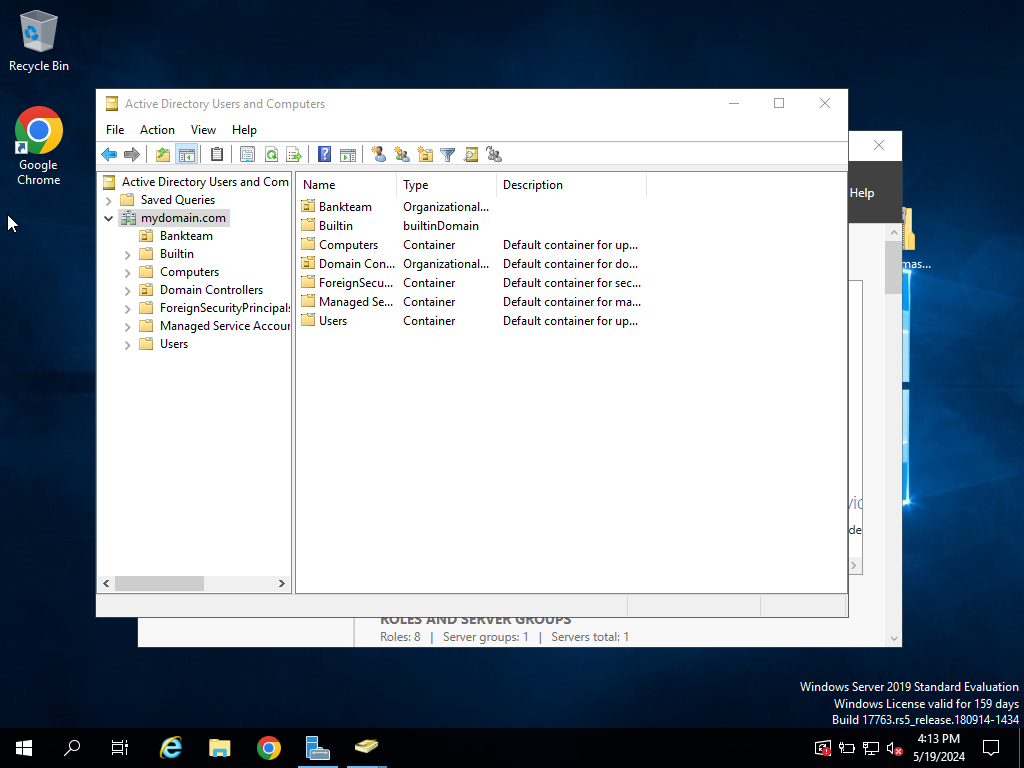 Recycle Bin
Google
Chrome
Active Directory Users and Computers
File Action View Help
Help
Active Directory Users and Com
Saved Queries
mydomain.com
Bankteam
Builtin
Computers
Domain Controllers
ForeignSecurityPrincipals
Managed Service Accour
Users
Name Type Description
Bankteam Organizational...
Builtin builtinDomain
Computers Container Default container for up...
Domain Con... Organizational... Default container for do...
ForeignSecu... Container Default container for sec...
Managed Se... Container Default container for ma...
Users Container Default container for up...
mas...
vic
de
ROLES AND SERVER GROUPS
Roles: 8 | Server groups: 1 | Servers total: 1
Windows Server 2019 Standard Evaluation
Windows License valid for 159 days
Build 17763.rs5_release.180914-1434
4:13 PM
5/19/2024